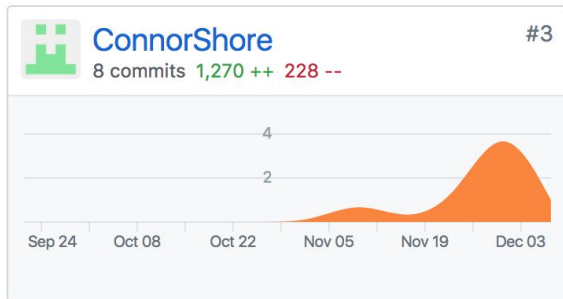 ConnorShore
#3
8 commits 1,270 ++ 228 --
4
2
Sep 24 Oct 08 Oct 22 Nov 05 Nov 19 Dec 03